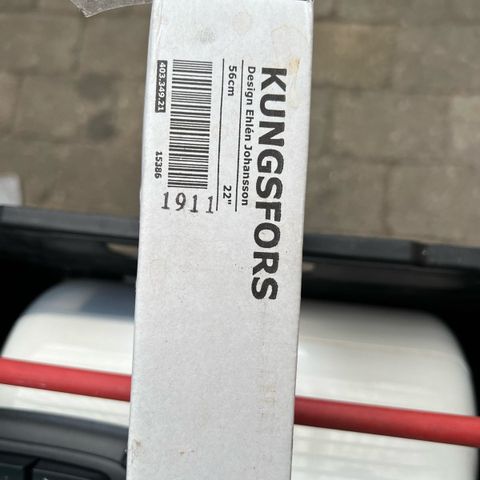 KUNGSFORS
Design Ehlén Johansson
56cm 22"
403.349.21
15386
1911